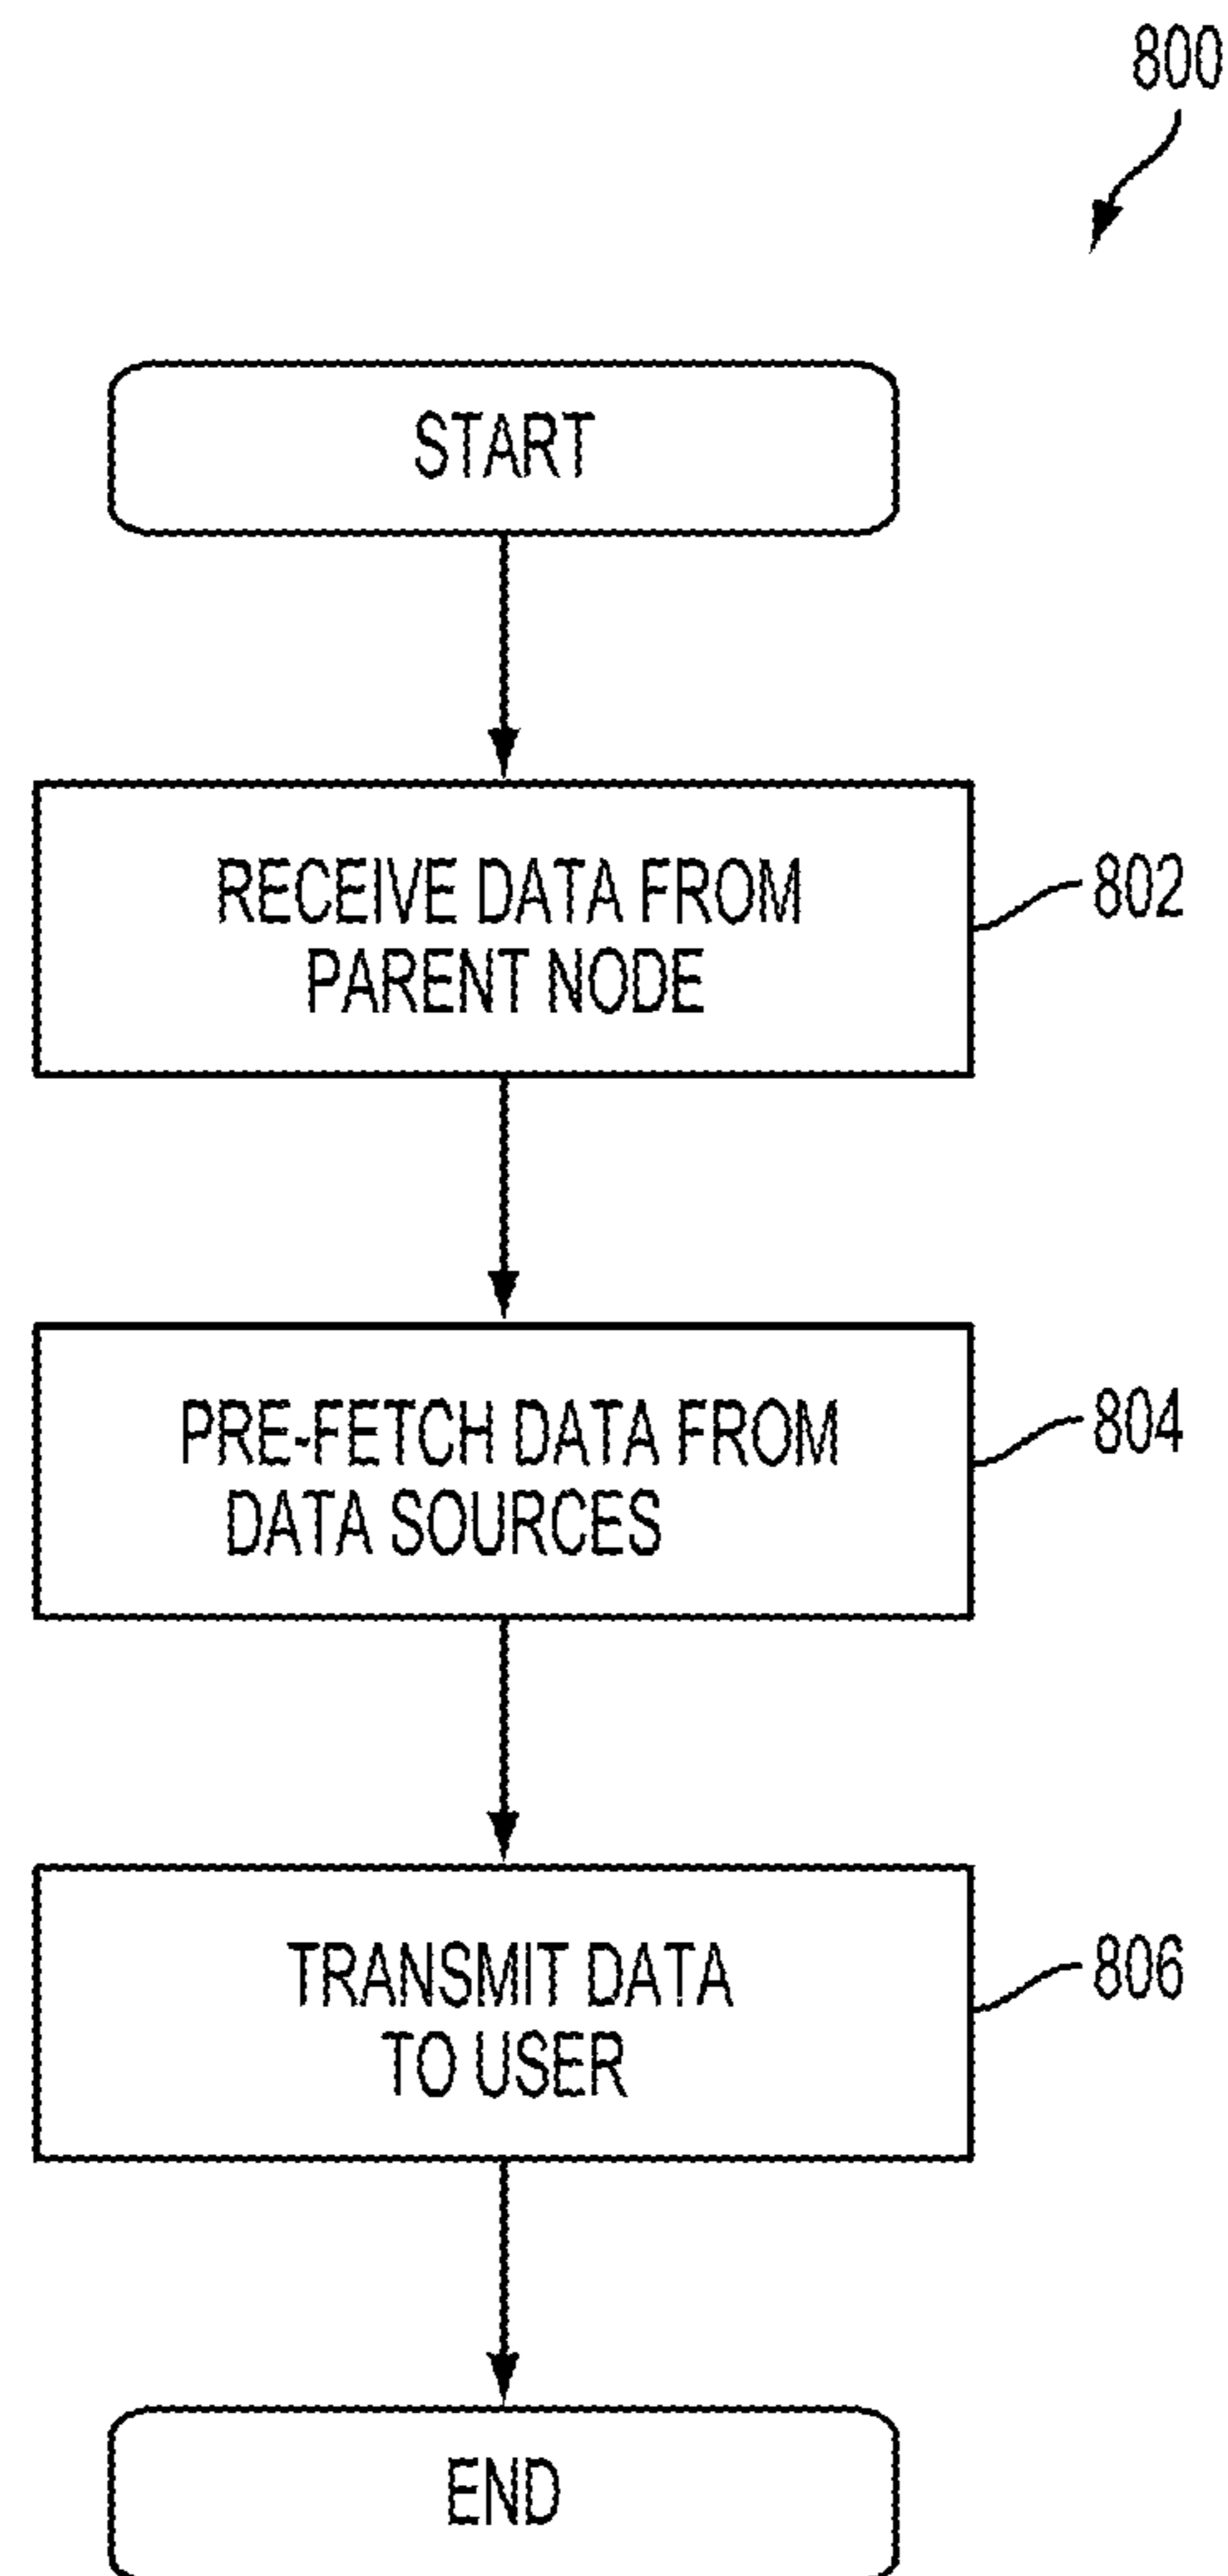 800
START
RECEIVE DATA FROM
PARENT NODE
802
PRE-FETCH DATA FROM
DATA SOURCES
804
TRANSMIT DATA
TO USER
806
END